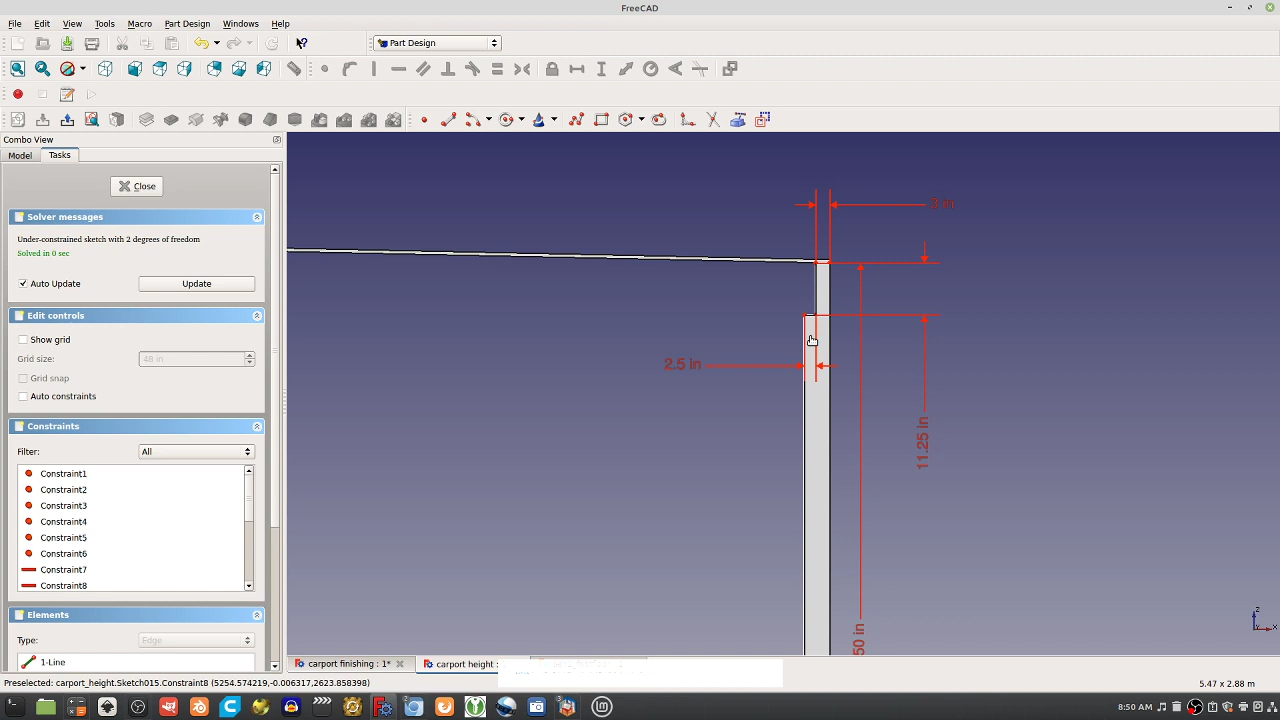 FreeCAD
File Edit View Tools Macro Part Design Windows Help
Part Design
Combo View
Model Tasks
Close
Solver messages
Under-constrained sketch with 2 degrees of freedom
Solved in 0 sec
Auto Update Update
Edit controls
Show grid
Grid size: 48 in
Grid snap
Auto constraints
Constraints
Filter: All
Constraint1
Constraint2
Constraint3
Constraint4
Constraint5
Constraint6
Constraint7
Constraint8
Elements
Type: Edge
1-Line
3 in
2.5 in
11.25 in
50 in
carport finishing : 1* carport height :
Preselected: carport_height.Sketch015.Constraint8 (5254.574219,-0.006317,2623.858398) 5.47 x 2.88 m
8:50 AM